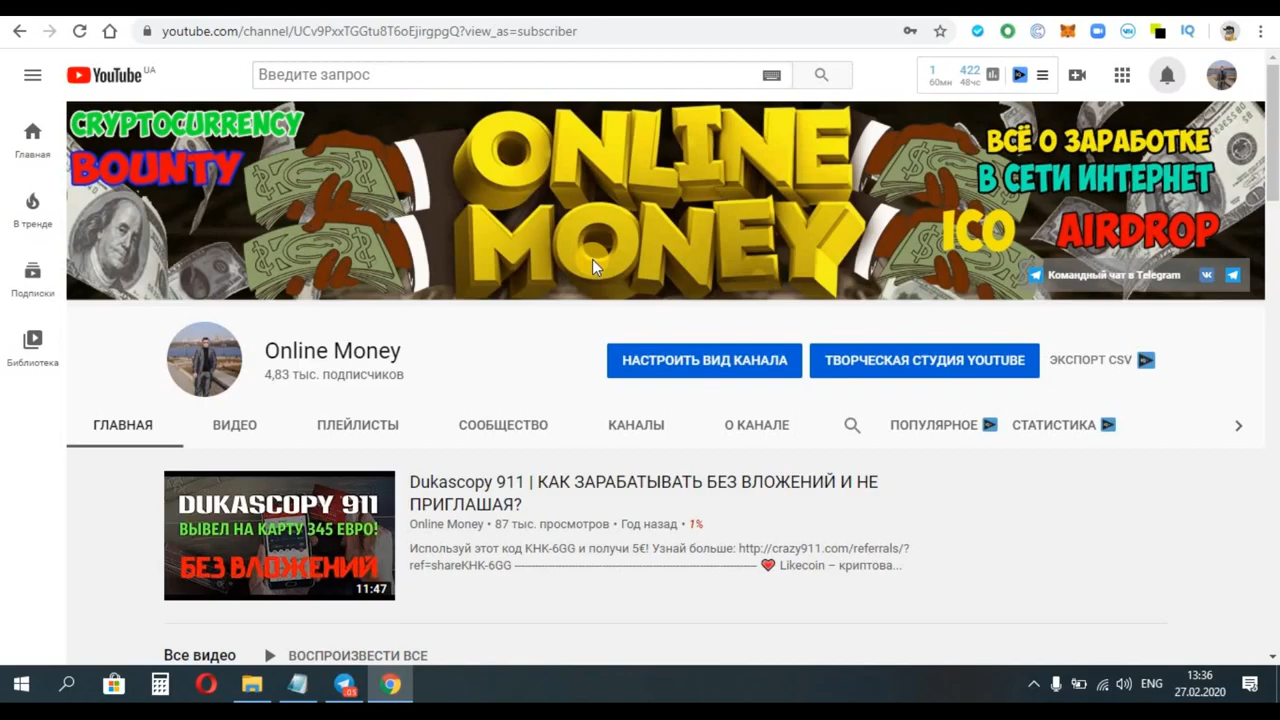 youtube.com/channel/UCv9PxxTGGtu8T6oEjirgpgQ?view_as=subscriber
YouTube UA
Введите запрос
1 422
60мн 48чс
CRYPTOCURRENCY
BOUNTY
ONLINE
MONEY
ВСЁ О ЗАРАБОТКЕ
В СЕТИ ИНТЕРНЕТ
ICO AIRDROP
Командный чат в Telegram
Главная
В тренде
Подписки
Библиотека
Online Money
4,83 тыс. подписчиков
НАСТРОИТЬ ВИД КАНАЛА
ТВОРЧЕСКАЯ СТУДИЯ YOUTUBE
ЭКСПОРТ CSV
ГЛАВНАЯ ВИДЕО ПЛЕЙЛИСТЫ СООБЩЕСТВО КАНАЛЫ О КАНАЛЕ ПОПУЛЯРНОЕ СТАТИСТИКА
DUKASCOPY 911
ВЫВЕЛ НА КАРТУ 345 ЕВРО!
БЕЗ ВЛОЖЕНИЙ
11:47
Dukascopy 911 | КАК ЗАРАБАТЫВАТЬ БЕЗ ВЛОЖЕНИЙ И НЕ
ПРИГЛАШАЯ?
Online Money • 87 тыс. просмотров • Год назад • 1%
Используй этот код KHK-6GG и получи 5€! Узнай больше: http://crazy911.com/referrals/?
ref=shareKHK-6GG —————————————————— ❤ Likecoin – криптова...
Все видео ВОСПРОИЗВЕСТИ ВСЕ
ENG
13:36
27.02.2020